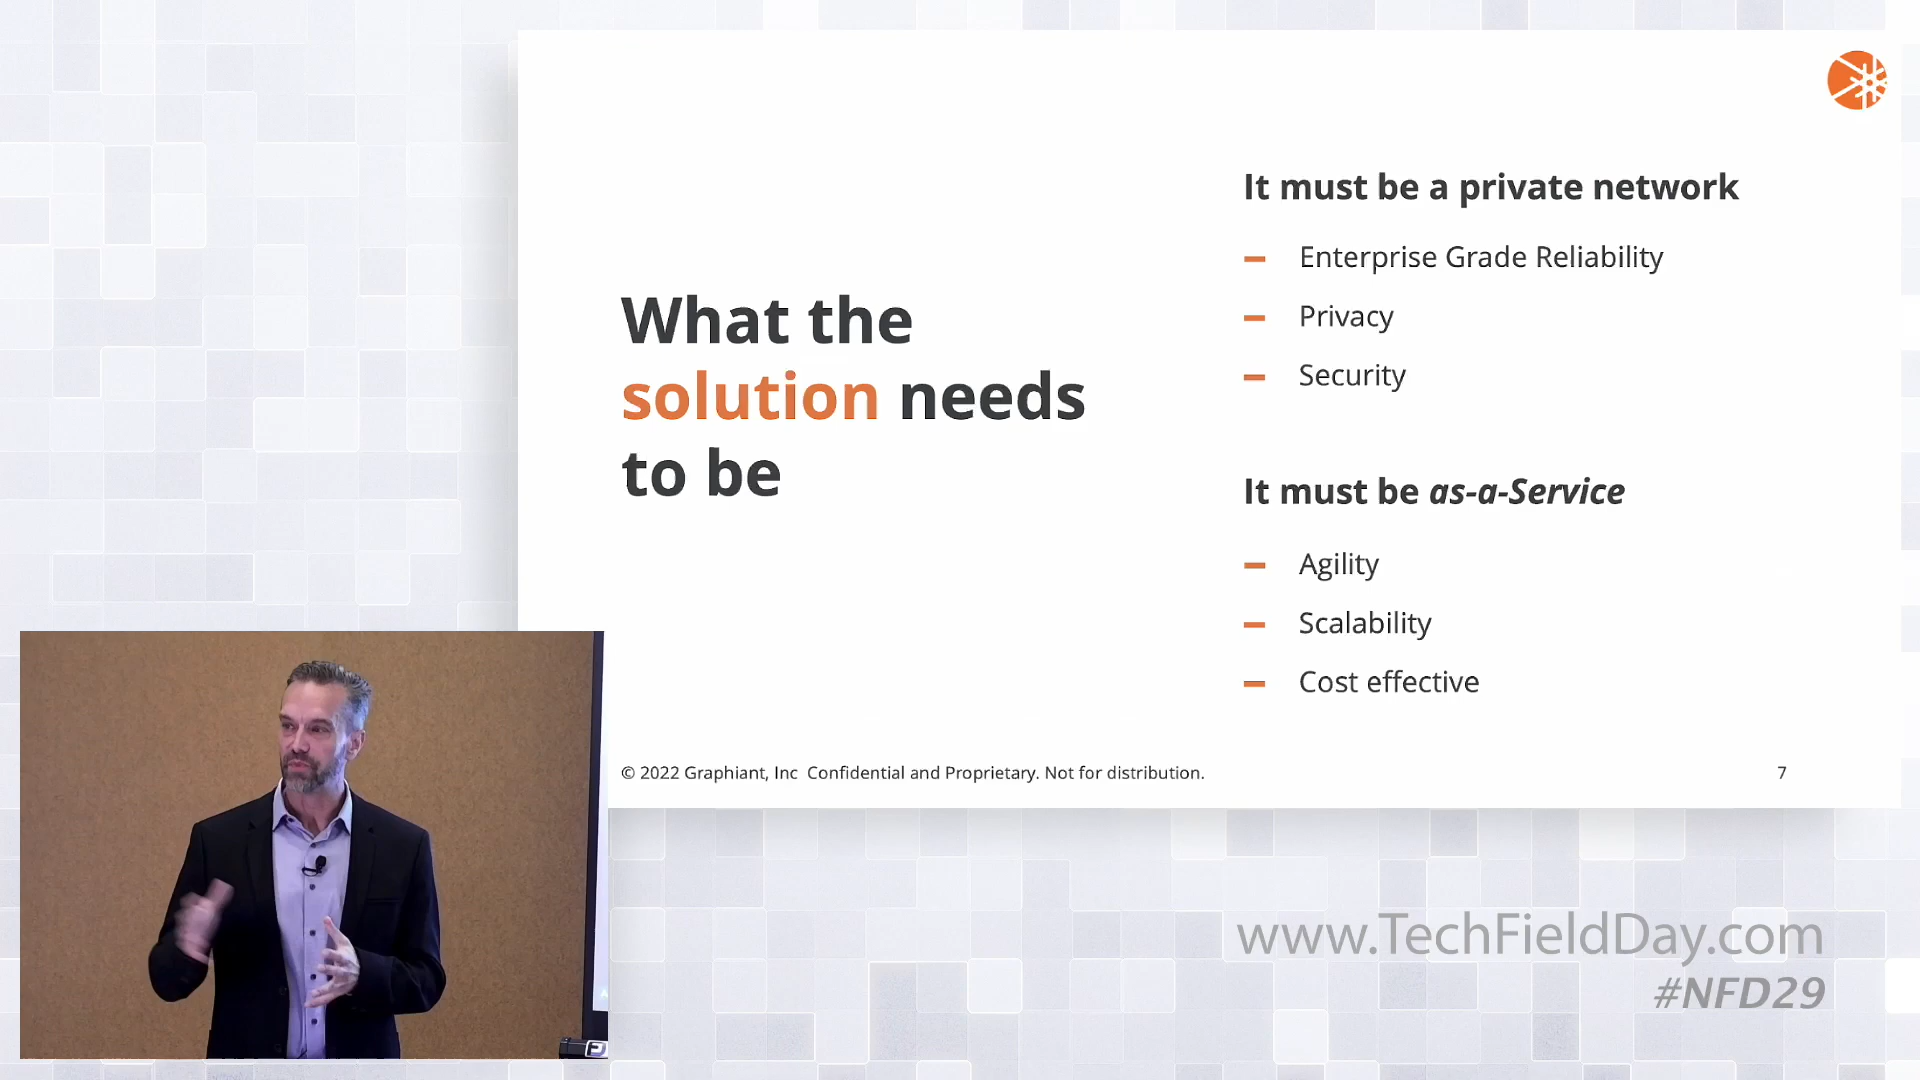 What the
solution needs
to be
It must be a private network
– Enterprise Grade Reliability
– Privacy
– Security
It must be as-a-Service
– Agility
– Scalability
– Cost effective
© 2022 Graphiant, Inc Confidential and Proprietary. Not for distribution.
7
www.TechFieldDay.com
#NFD29